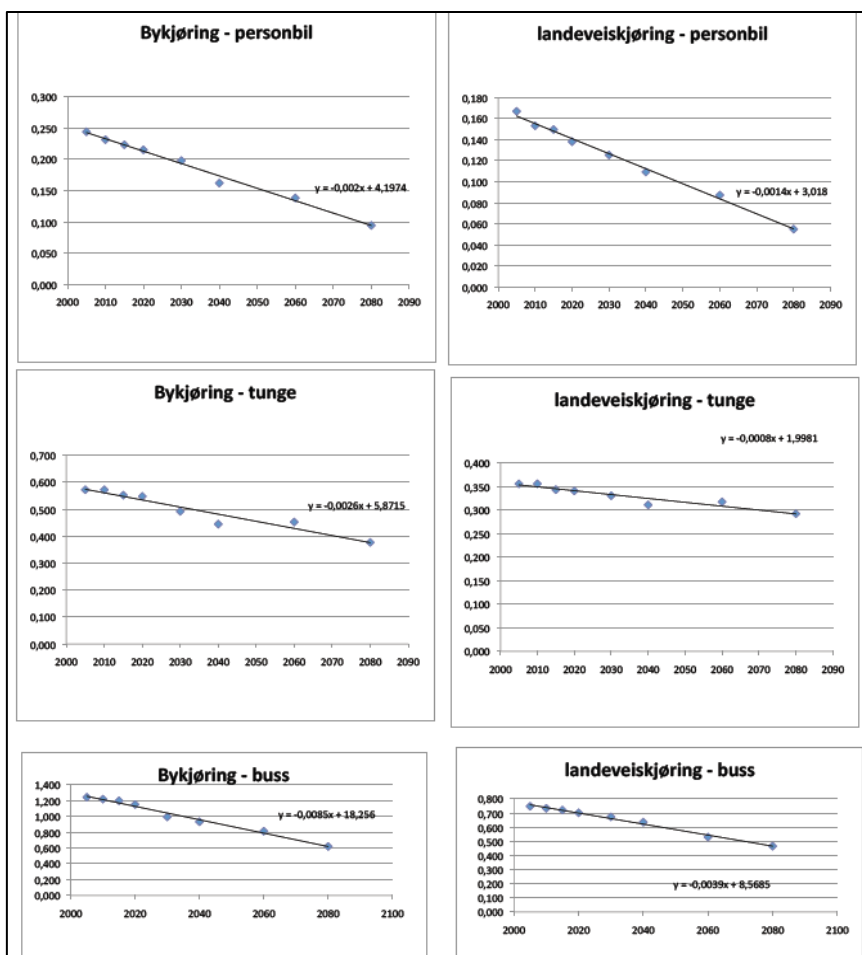 Bykjøring - personbil
0,300
0,250
0,200
0,150
0,100
0,050
0,000
y = -0,002x + 4,1974
2000 2010 2020 2030 2040 2050 2060 2070 2080 2090
landeveiskjøring - personbil
0,180
0,160
0,140
0,120
0,100
0,080
0,060
0,040
0,020
0,000
y = -0,0014x + 3,018
2000 2010 2020 2030 2040 2050 2060 2070 2080 2090
Bykjøring - tunge
0,700
0,600
0,500
0,400
0,300
0,200
0,100
0,000
y = -0,0026x + 5,8715
2000 2010 2020 2030 2040 2050 2060 2070 2080 2090
landeveiskjøring - tunge
y = -0,0008x + 1,9981
0,400
0,350
0,300
0,250
0,200
0,150
0,100
0,050
0,000
2000 2010 2020 2030 2040 2050 2060 2070 2080 2090
Bykjøring - buss
1,400
1,200
1,000
0,800
0,600
0,400
0,200
0,000
y = -0,0085x + 18,256
2000 2020 2040 2060 2080 2100
landeveiskjøring - buss
0,800
0,700
0,600
0,500
0,400
0,300
0,200
0,100
0,000
y = -0,0039x + 8,5685
2000 2020 2040 2060 2080 2100